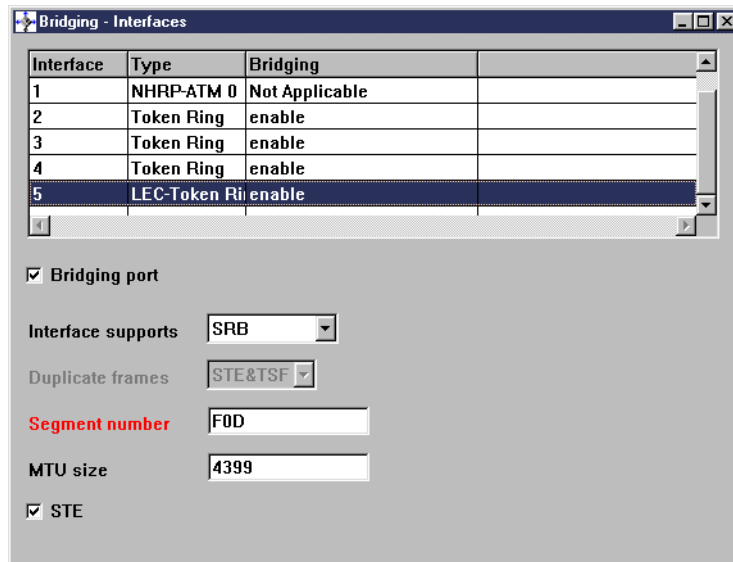 Bridging - Interfaces
Interface Type Bridging
1 NHRP-ATM 0 Not Applicable
2 Token Ring enable
3 Token Ring enable
4 Token Ring enable
5 LEC-Token Ri enable
Bridging port
Interface supports SRB
Duplicate frames STE&TSF
Segment number F0D
MTU size 4399
STE